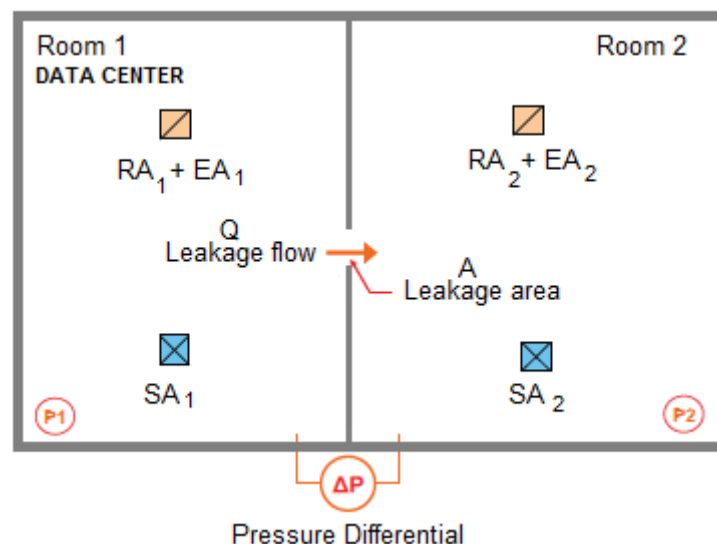 Room 1
DATA CENTER
Room 2
RA1 + EA1
RA2 + EA2
Q
Leakage flow
A
Leakage area
SA1
SA2
P1
P2
ΔP
Pressure Differential